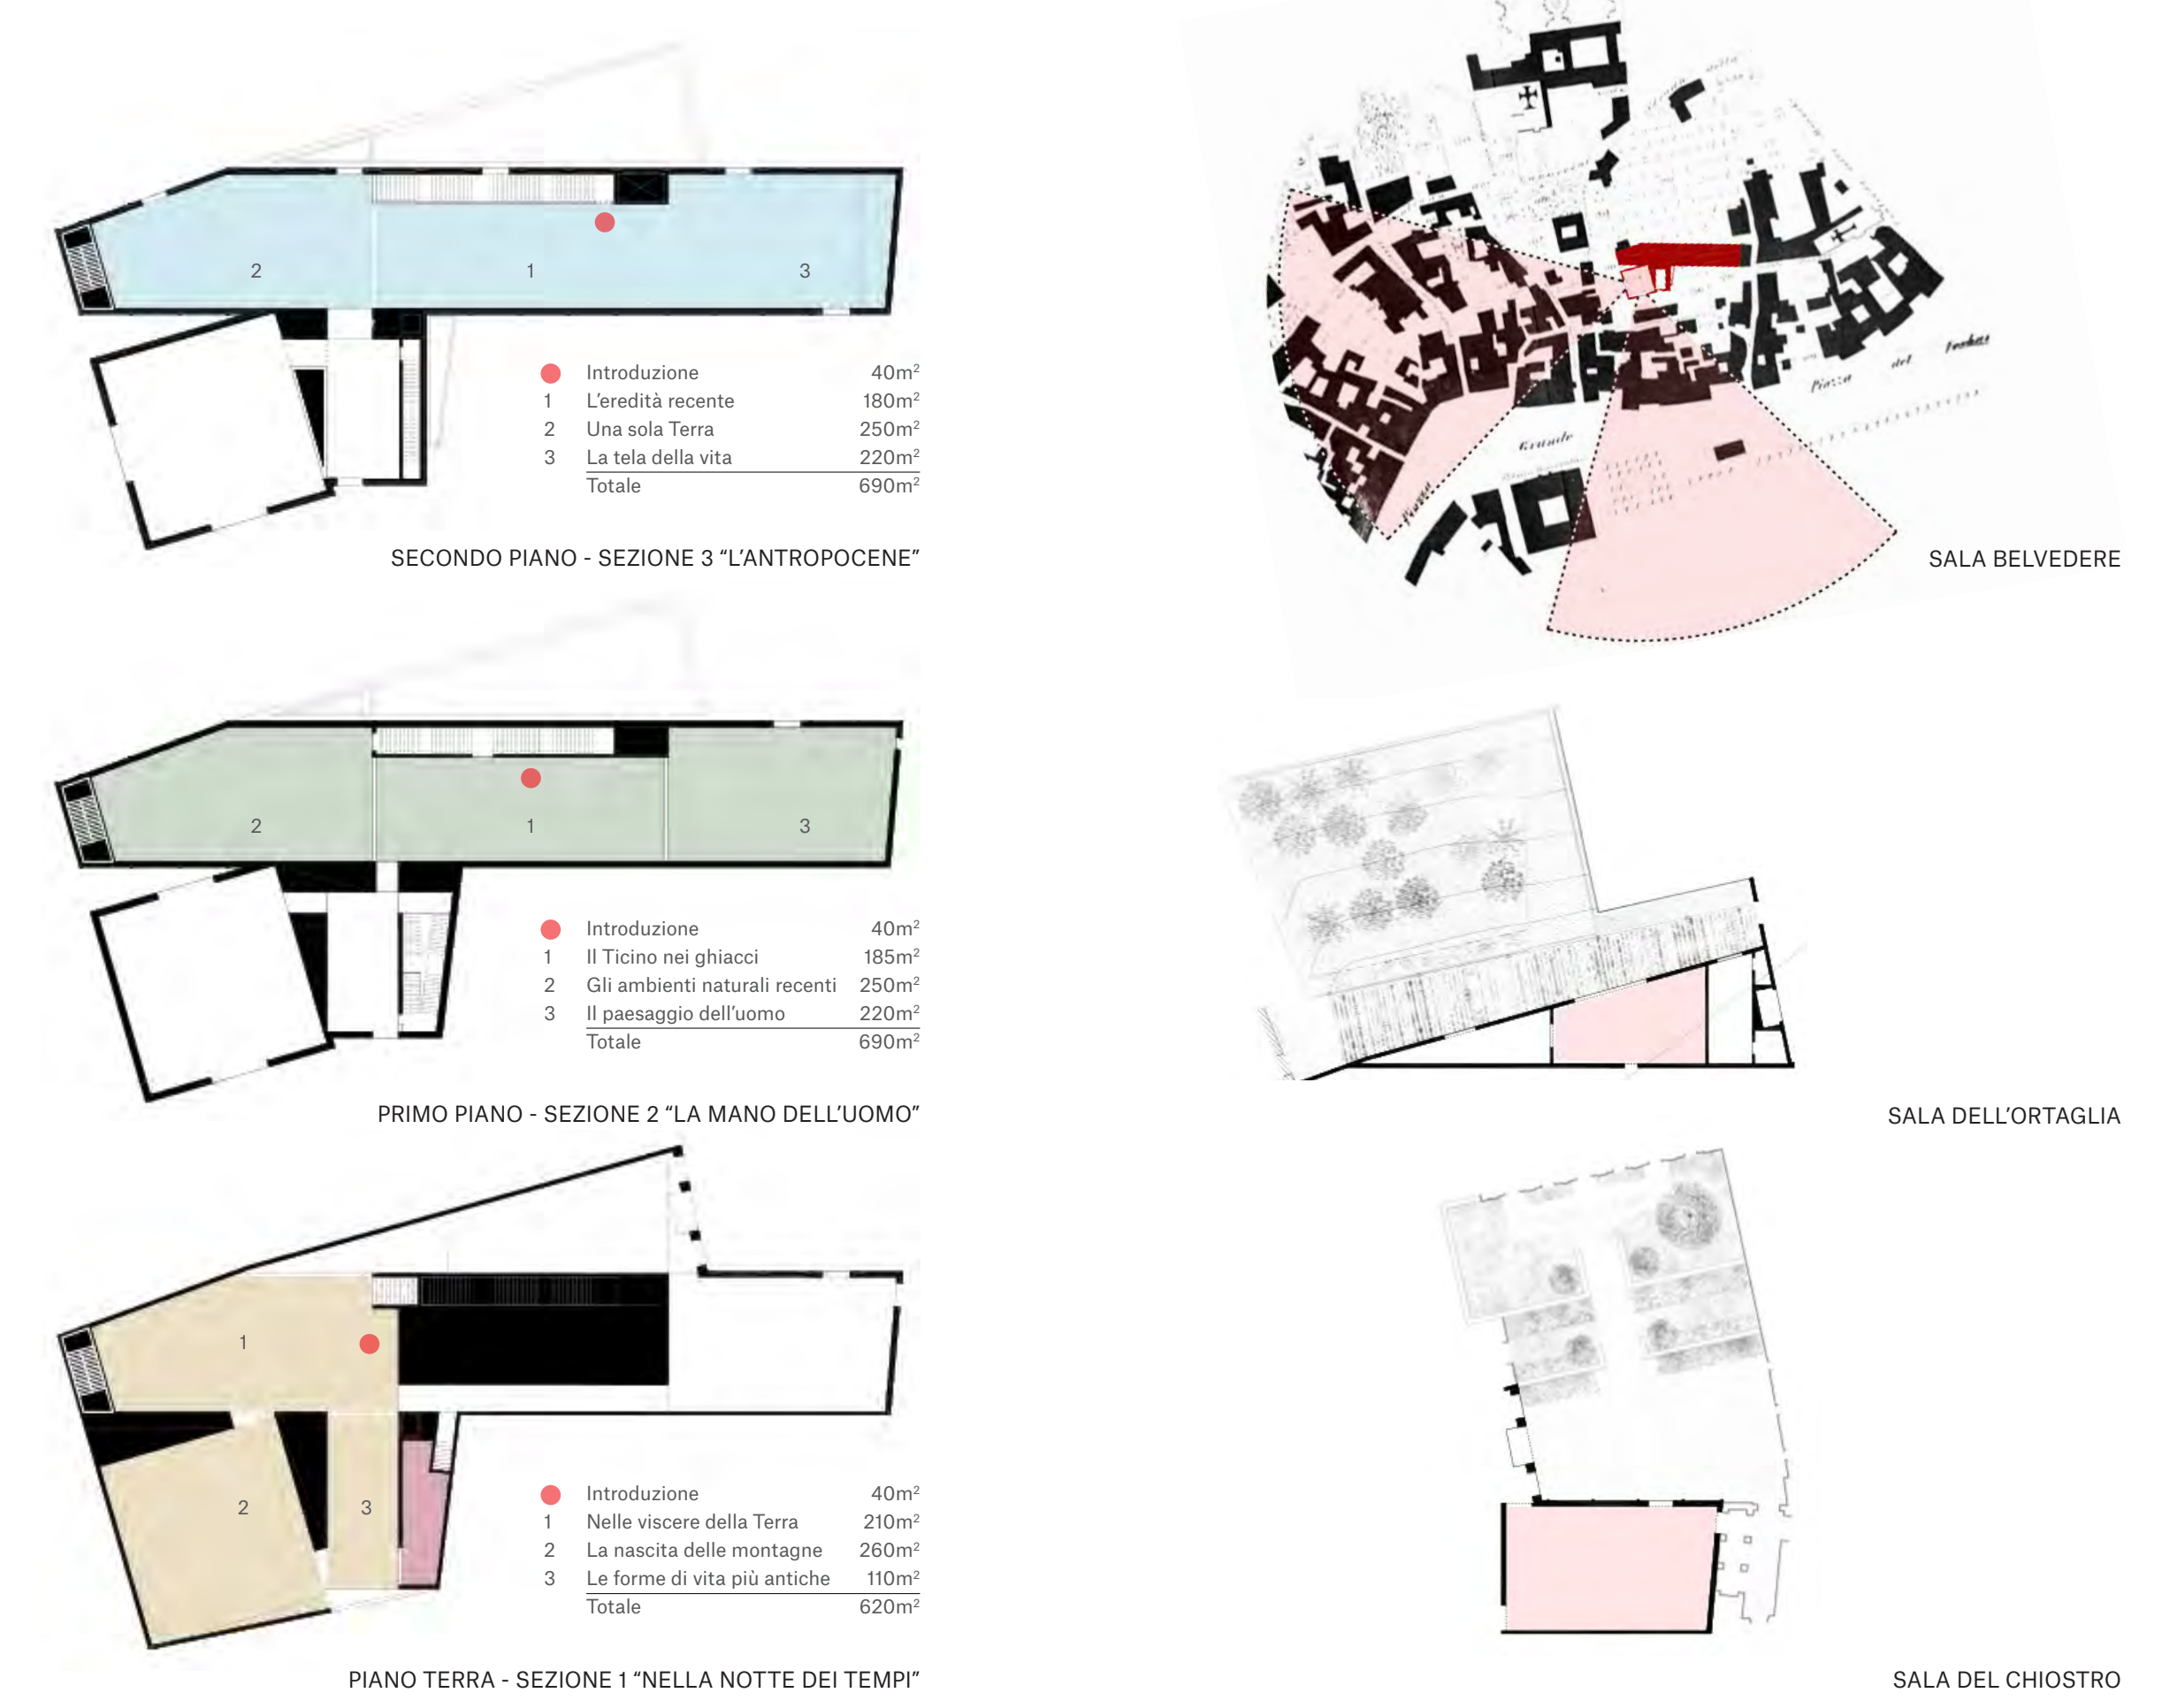 2
1
3
Introduzione 40m²
1 L'eredità recente 180m²
2 Una sola Terra 250m²
3 La tela della vita 220m²
Totale 690m²
SECONDO PIANO - SEZIONE 3 “L'ANTROPOCENE”
Grande
Piazza
Piazza del
SALA BELVEDERE
2
1
3
Introduzione 40m²
1 Il Ticino nei ghiacci 185m²
2 Gli ambienti naturali recenti 250m²
3 Il paesaggio dell'uomo 220m²
Totale 690m²
PRIMO PIANO - SEZIONE 2 “LA MANO DELL'UOMO”
SALA DELL'ORTAGLIA
1
2
3
Introduzione 40m²
1 Nelle viscere della Terra 210m²
2 La nascita delle montagne 260m²
3 Le forme di vita più antiche 110m²
Totale 620m²
PIANO TERRA - SEZIONE 1 “NELLA NOTTE DEI TEMPI”
SALA DEL CHIOSTRO